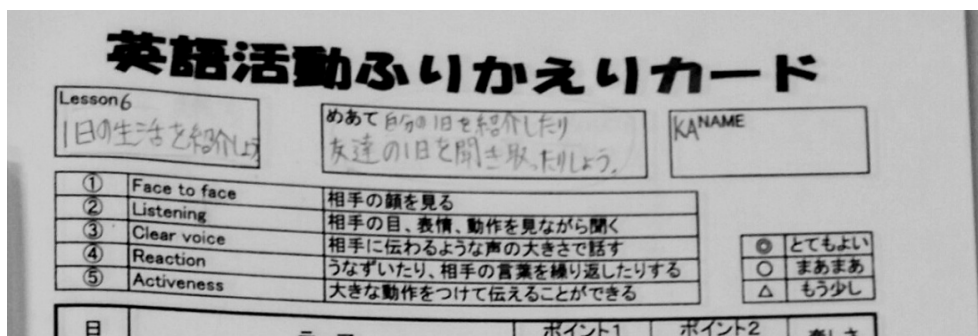 英語活動ふりかえりカード
Lesson6
1日の生活を紹介しよう
めあて 自分の1日を紹介したり
友達の1日を聞き取ったりしよう。
KANAME
① Face to face 相手の顔を見る
② Listening 相手の目、表情、動作を見ながら聞く
③ Clear voice 相手に伝わるような声の大きさで話す
④ Reaction うなずいたり、相手の言葉を繰り返したりする
⑤ Activeness 大きな動作をつけて伝えることができる
◎ とてもよい
○ まあまあ
△ もう少し
日 テーマ ポイント1 ポイント2 楽しさ